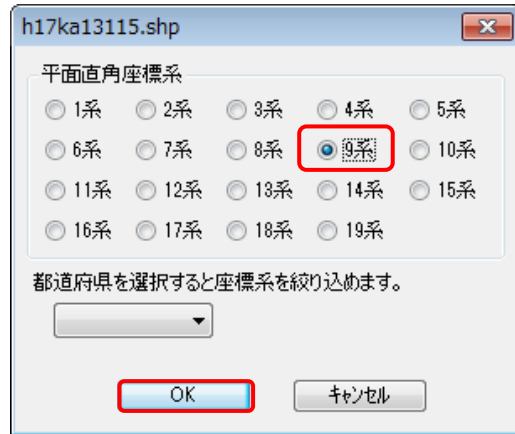 h17ka13115.shp
平面直角座標系
1系 2系 3系 4系 5系
6系 7系 8系 9系 10系
11系 12系 13系 14系 15系
16系 17系 18系 19系
都道府県を選択すると座標系を絞り込めます。
OK キャンセル